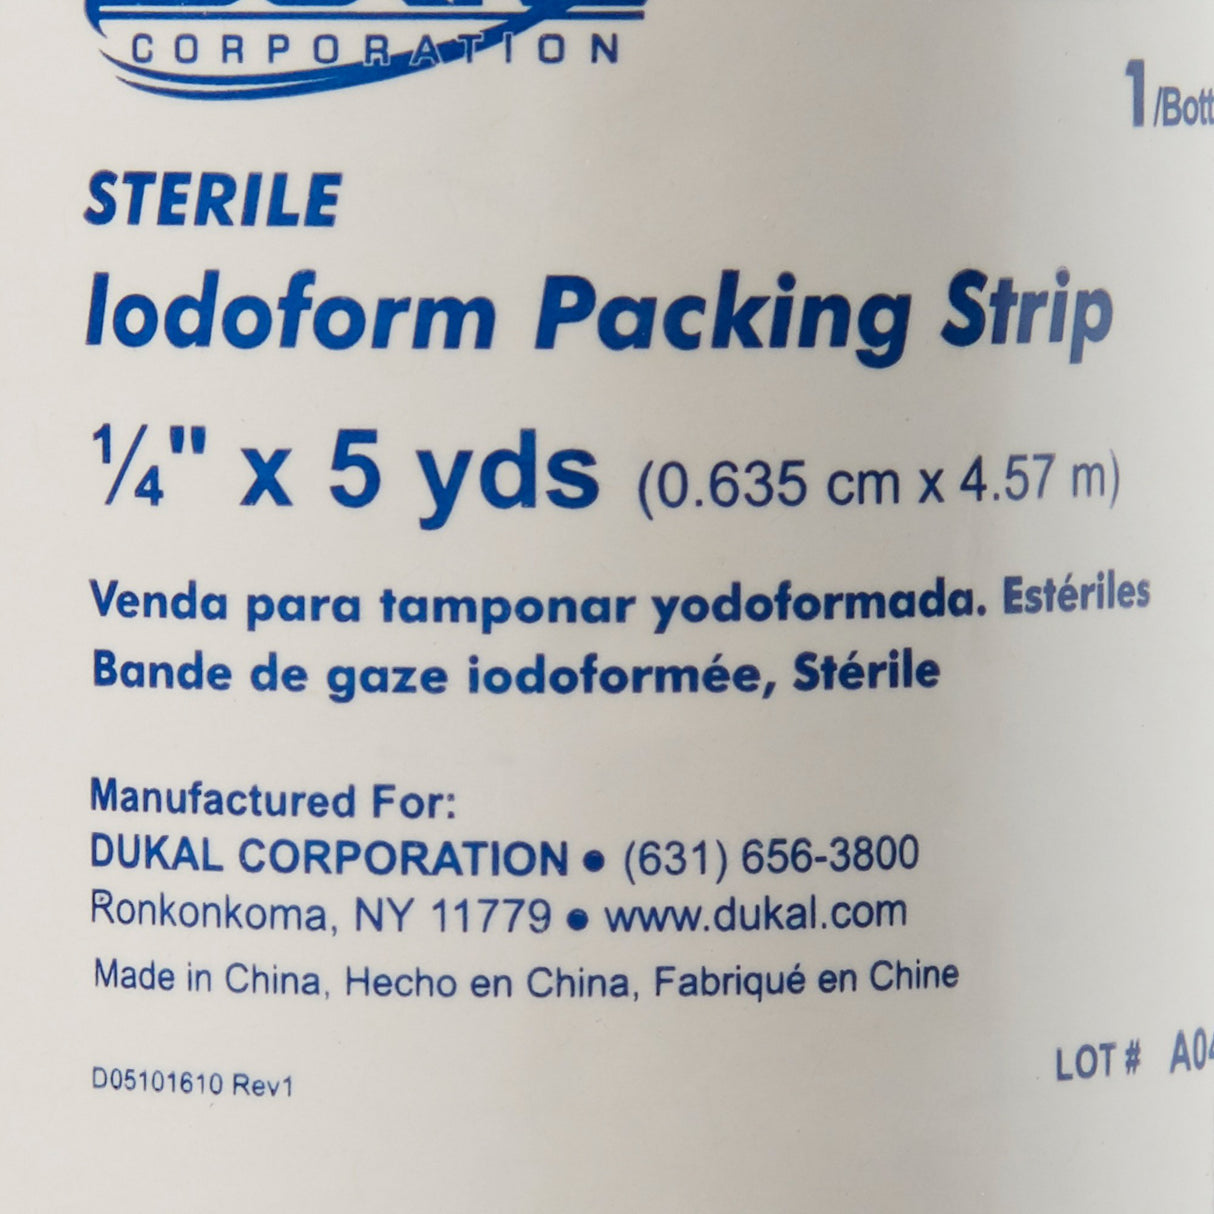 CORPORATION
1
STERILE
Iodoform Packing Strip
¼" x 5 yds (0.635 cm x 4.57 m)
Venda para tamponar yodoformada. Estériles
Bande de gaze iodoformée, Stérile
Manufactured For:
DUKAL CORPORATION • (631) 656-3800
Ronkonkoma, NY 11779 • www.dukal.com
Made in China, Hecho en China, Fabriqué en Chine
D05101610 Rev1
LOT #